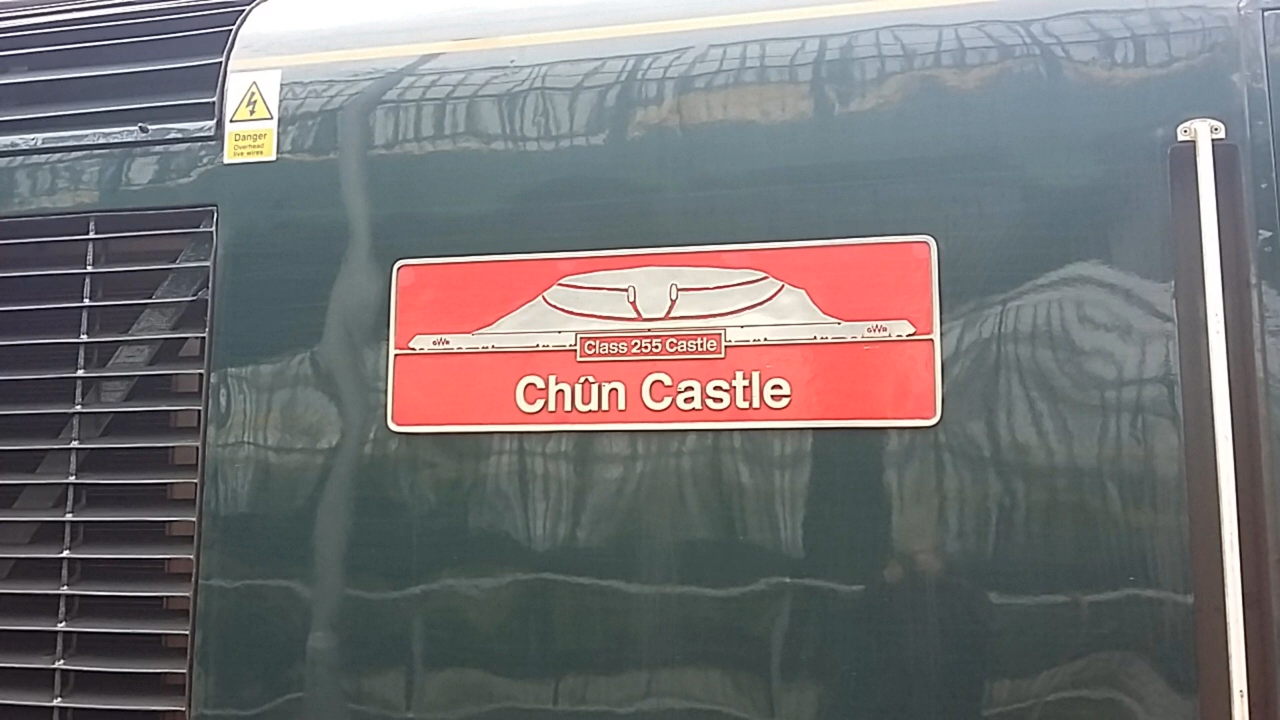 Danger
Overhead
live wires
GWR
GWR
Class 255 Castle
Chûn Castle